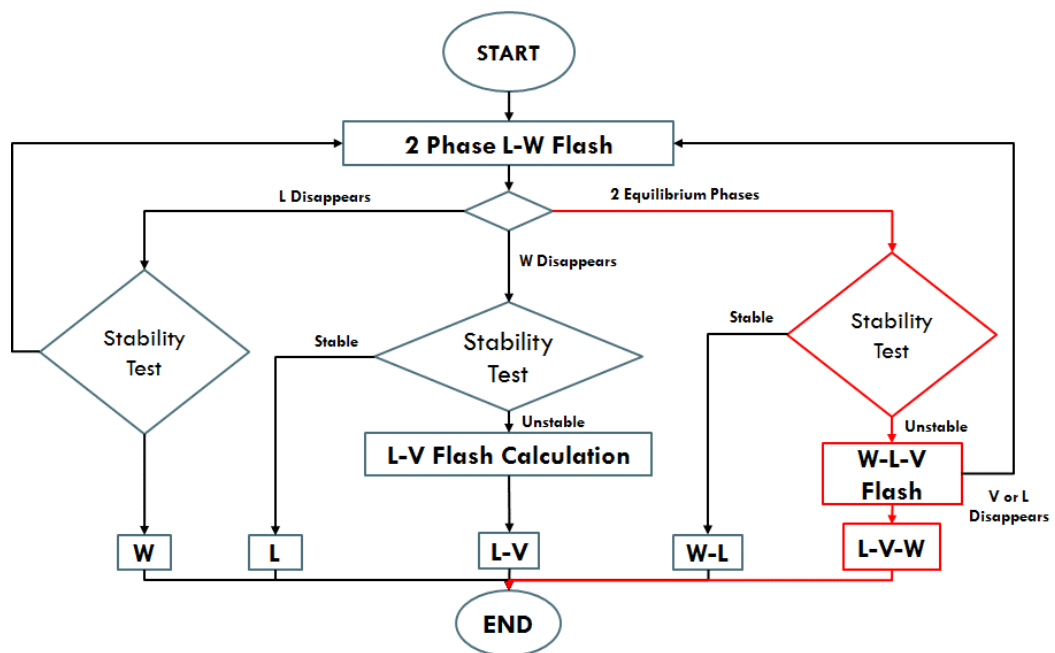 START
2 Phase L-W Flash
L Disappears
2 Equilibrium Phases
W Disappears
Stability
Test
Stable
Stability
Test
Stable
Stability
Test
Unstable
Unstable
L-V Flash Calculation
W-L-V
Flash
V or L
Disappears
W
L
L-V
W-L
L-V-W
END